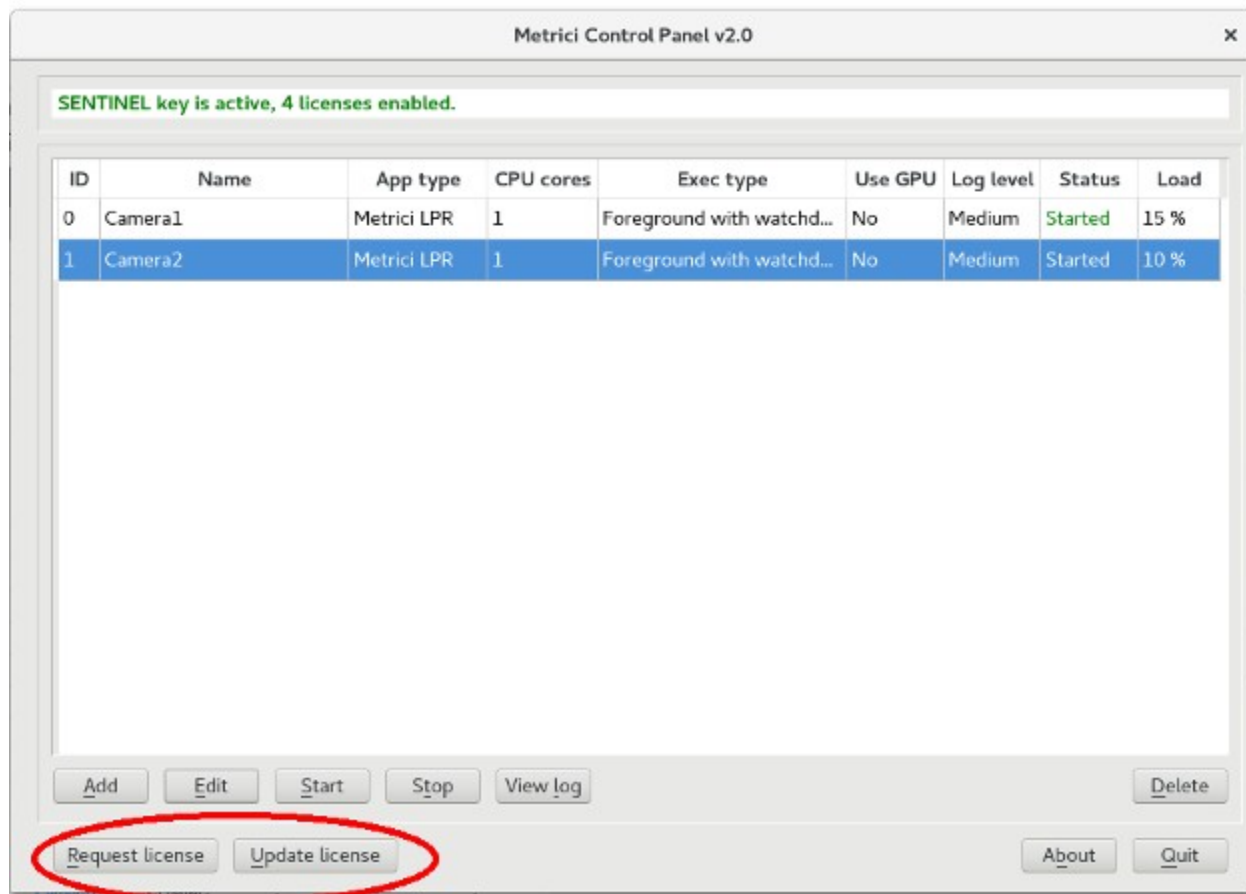 Metrici Control Panel v2.0 ×
SENTINEL key is active, 4 licenses enabled.
ID Name App type CPU cores Exec type Use GPU Log level Status Load
0 Camera1 Metrici LPR 1 Foreground with watchd... No Medium Started 15 %
1 Camera2 Metrici LPR 1 Foreground with watchd... No Medium Started 10 %
Add Edit Start Stop View log Delete
Request license Update license About Quit